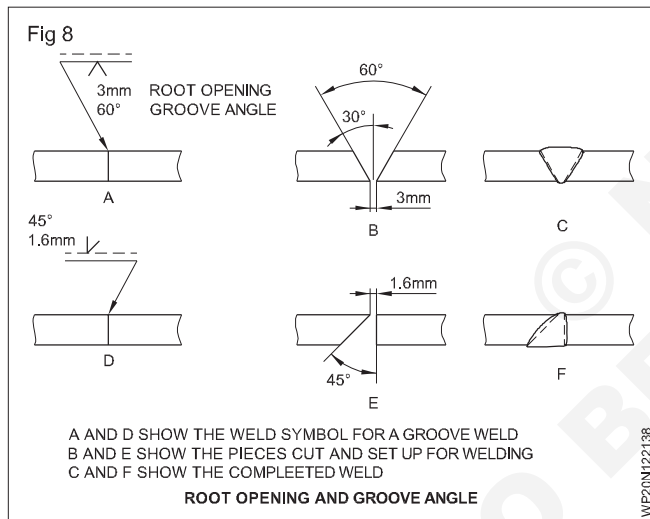 Fig 8
3mm ROOT OPENING
60° GROOVE ANGLE
A
60°
30°
3mm
B
C
45°
1.6mm
D
1.6mm
45°
E
F
A AND D SHOW THE WELD SYMBOL FOR A GROOVE WELD
B AND E SHOW THE PIECES CUT AND SET UP FOR WELDING
C AND F SHOW THE COMPLEETED WELD
ROOT OPENING AND GROOVE ANGLE
WP20N122138
©